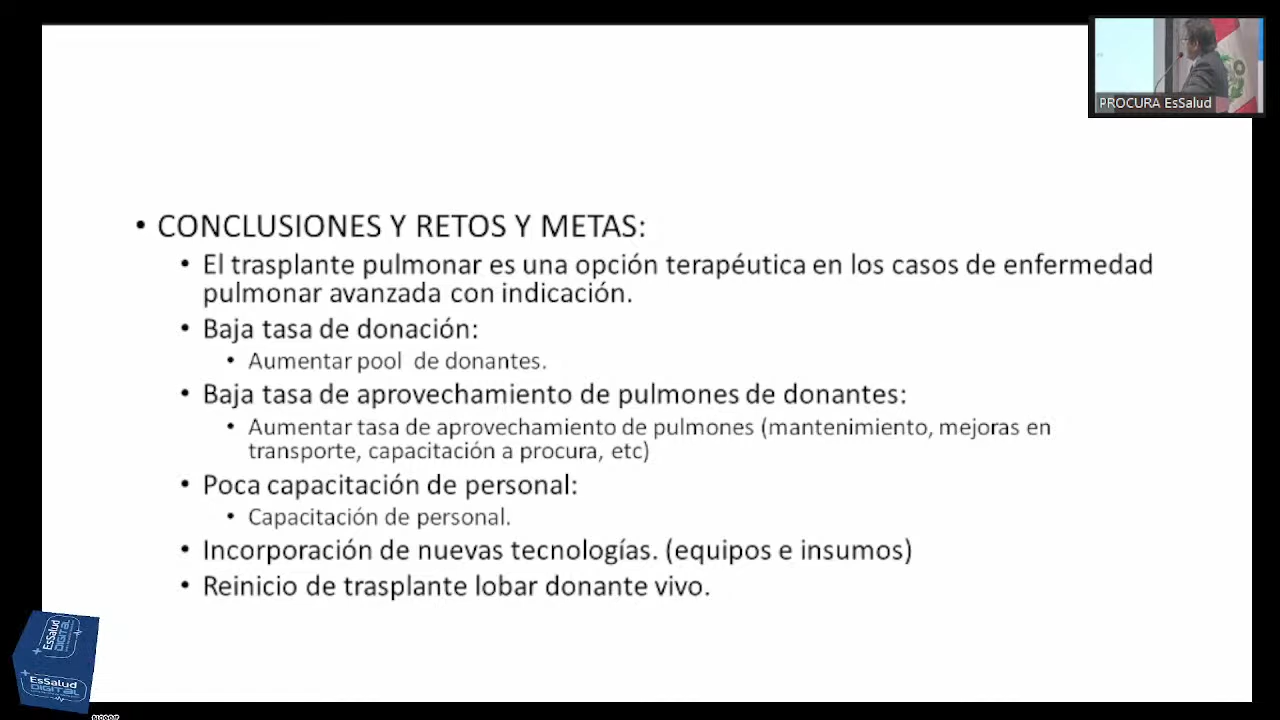 PROCURA EsSalud
• CONCLUSIONES Y RETOS Y METAS:
• El trasplante pulmonar es una opción terapéutica en los casos de enfermedad
pulmonar avanzada con indicación.
• Baja tasa de donación:
• Aumentar pool de donantes.
• Baja tasa de aprovechamiento de pulmones de donantes:
• Aumentar tasa de aprovechamiento de pulmones (mantenimiento, mejoras en
transporte, capacitación a procura, etc)
• Poca capacitación de personal:
• Capacitación de personal.
• Incorporación de nuevas tecnologías. (equipos e insumos)
• Reinicio de trasplante lobar donante vivo.
EsSalud
DIGITAL
EsSalud
DIGITAL